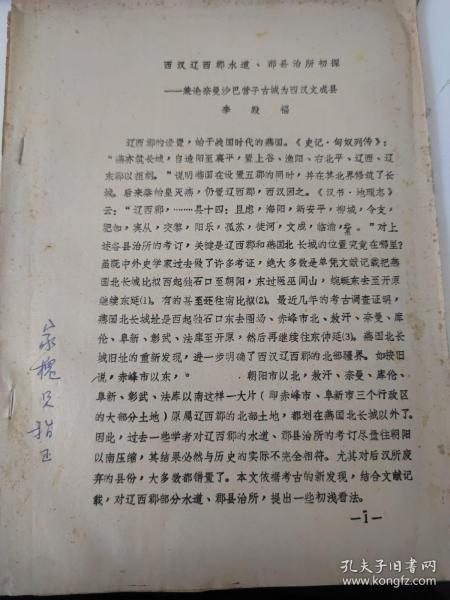 西汉辽西郡水道、郡县治所初探
——兼论奈曼沙巴营子古城为西汉文成县
李殿福
辽西郡的设置，始于战国时代的燕国。《史记·匈奴列传》：
“燕亦筑长城，自造阳至襄平，置上谷、渔阳、右北平、辽西、辽
东郡以拒胡。”说明燕国在设置五郡的同时，并在其北界修筑了长
城。后来秦始皇灭燕，仍置辽西郡，西汉因之。《汉书·地理志》
云：“辽西郡，………县十四：且虑，海阳，新安平，柳城，令支，
肥如，宾从，交黎，阳乐，狐苏，徒河，文成，临渝，絫。”对上
述各县治所的考订，关键是辽西郡和燕国北长城的位置究竟在哪里？
虽说中外史学家过去做了许多考证，绝大多数是单凭文献记载把燕
国北长城比拟西起独石口至朝阳，东过医巫闾山，蜿蜒东去至开原
继续东延(1)。有的甚至还往南比拟(2)。最近几年的考古调查证明，
燕国北长城址是西起独石口东去围场、赤峰市北、敖汉、奈曼、库
伦、阜新、彰武、法库至开原，然后再继续往东伸延(3)。燕国北长
城旧址的重新发现，进一步明确了西汉辽西郡的北部疆界。如按旧
说，赤峰市以东，朝阳市以北，敖汉、奈曼、库伦、
阜新、彰武、法库以南这样一大片（即赤峰市、阜新市三个行政区
的大部分土地）原属辽西郡的北部土地，都划在燕国北长城以外了。
因此，过去一些学者对辽西郡的水道、郡县治所的考订尽量往朝阳
以南压缩，其结果必然与历史的实际不完全相符。尤其对后汉所废
弃的县份，大多数都错置了。本文依据考古的新发现，结合文献记
载，对辽西郡部分水道、郡县治所，提出一些初浅看法。
—1—
家槐兄指正
孔夫子旧书网
www.kongfz.com